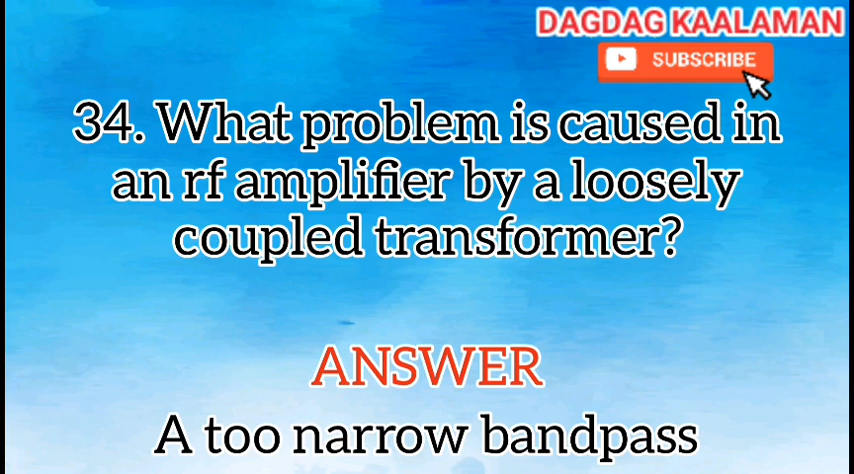 DAGDAG KAALAMAN
SUBSCRIBE
34. What problem is caused in
an rf amplifier by a loosely
coupled transformer?
ANSWER
A too narrow bandpass